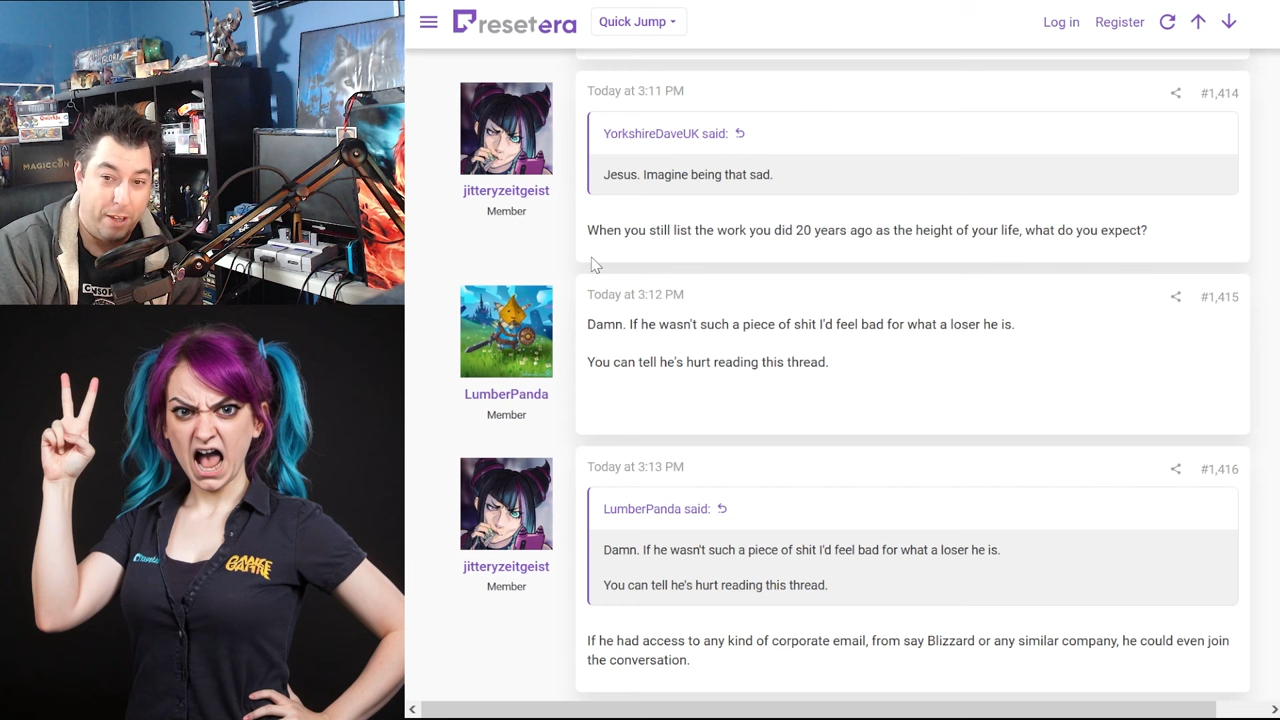 resetera
Quick Jump
Log in
Register
Today at 3:11 PM
#1,414
YorkshireDaveUK said:
Jesus. Imagine being that sad.
jitteryzeitgeist
Member
When you still list the work you did 20 years ago as the height of your life, what do you expect?
Today at 3:12 PM
#1,415
Damn. If he wasn't such a piece of shit I'd feel bad for what a loser he is.
You can tell he's hurt reading this thread.
LumberPanda
Member
Today at 3:13 PM
#1,416
LumberPanda said:
Damn. If he wasn't such a piece of shit I'd feel bad for what a loser he is.
You can tell he's hurt reading this thread.
jitteryzeitgeist
Member
If he had access to any kind of corporate email, from say Blizzard or any similar company, he could even join
the conversation.
GLORY
MAGICCON